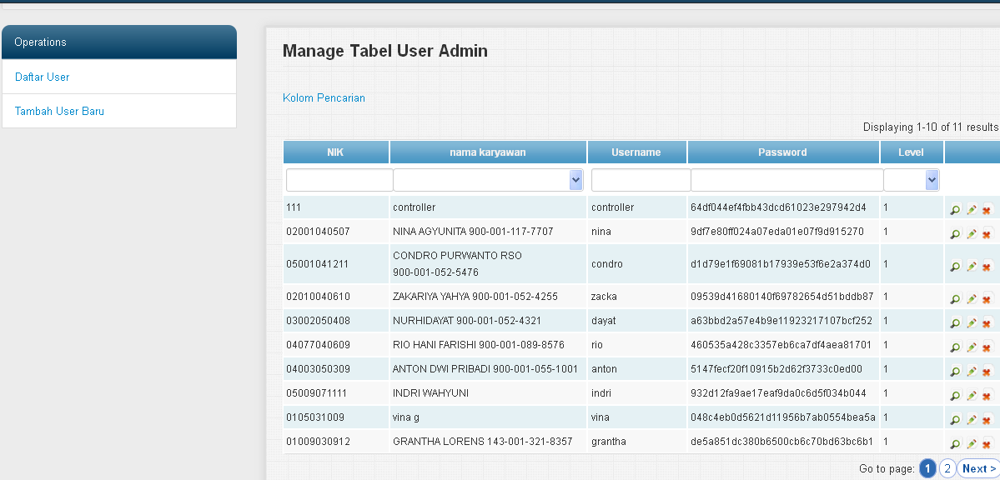 Operations
Daftar User
Tambah User Baru
Manage Tabel User Admin
Kolom Pencarian
Displaying 1-10 of 11 results
NIK nama karyawan Username Password Level
111 controller controller 64df044ef4fbb43dcd61023e297942d4 1
02001040507 NINA AGYUNITA 900-001-117-7707 nina 9df7e80ff024a07eda01e07f9d915270 1
05001041211 CONDRO PURWANTO RSO
900-001-052-5476 condro d1d79e1f69081b17939e53f6e2a374d0 1
02010040610 ZAKARIYA YAHYA 900-001-052-4255 zacka 09539d41680140f69782654d51bddb87 1
03002050408 NURHIDAYAT 900-001-052-4321 dayat a63bbd2a57e4b9e11923217107bcf252 1
04077040609 RIO HANI FARISHI 900-001-089-8576 rio 460535a428c3357eb6ca7df4aea81701 1
04003050309 ANTON DWI PRIBADI 900-001-055-1001 anton 5147fecf20f10915b2d62f3733c0ed00 1
05009071111 INDRI WAHYUNI indri 932d12fa9ae17eaf9da0c6d5f034b044 1
0105031009 vina g vina 048c4eb0d5621d11956b7ab0554bea5a 1
01009030912 GRANTHA LORENS 143-001-321-8357 grantha de5a851dc380b6500cb6c70bd63bc6b1 1
Go to page: 1 2 Next >